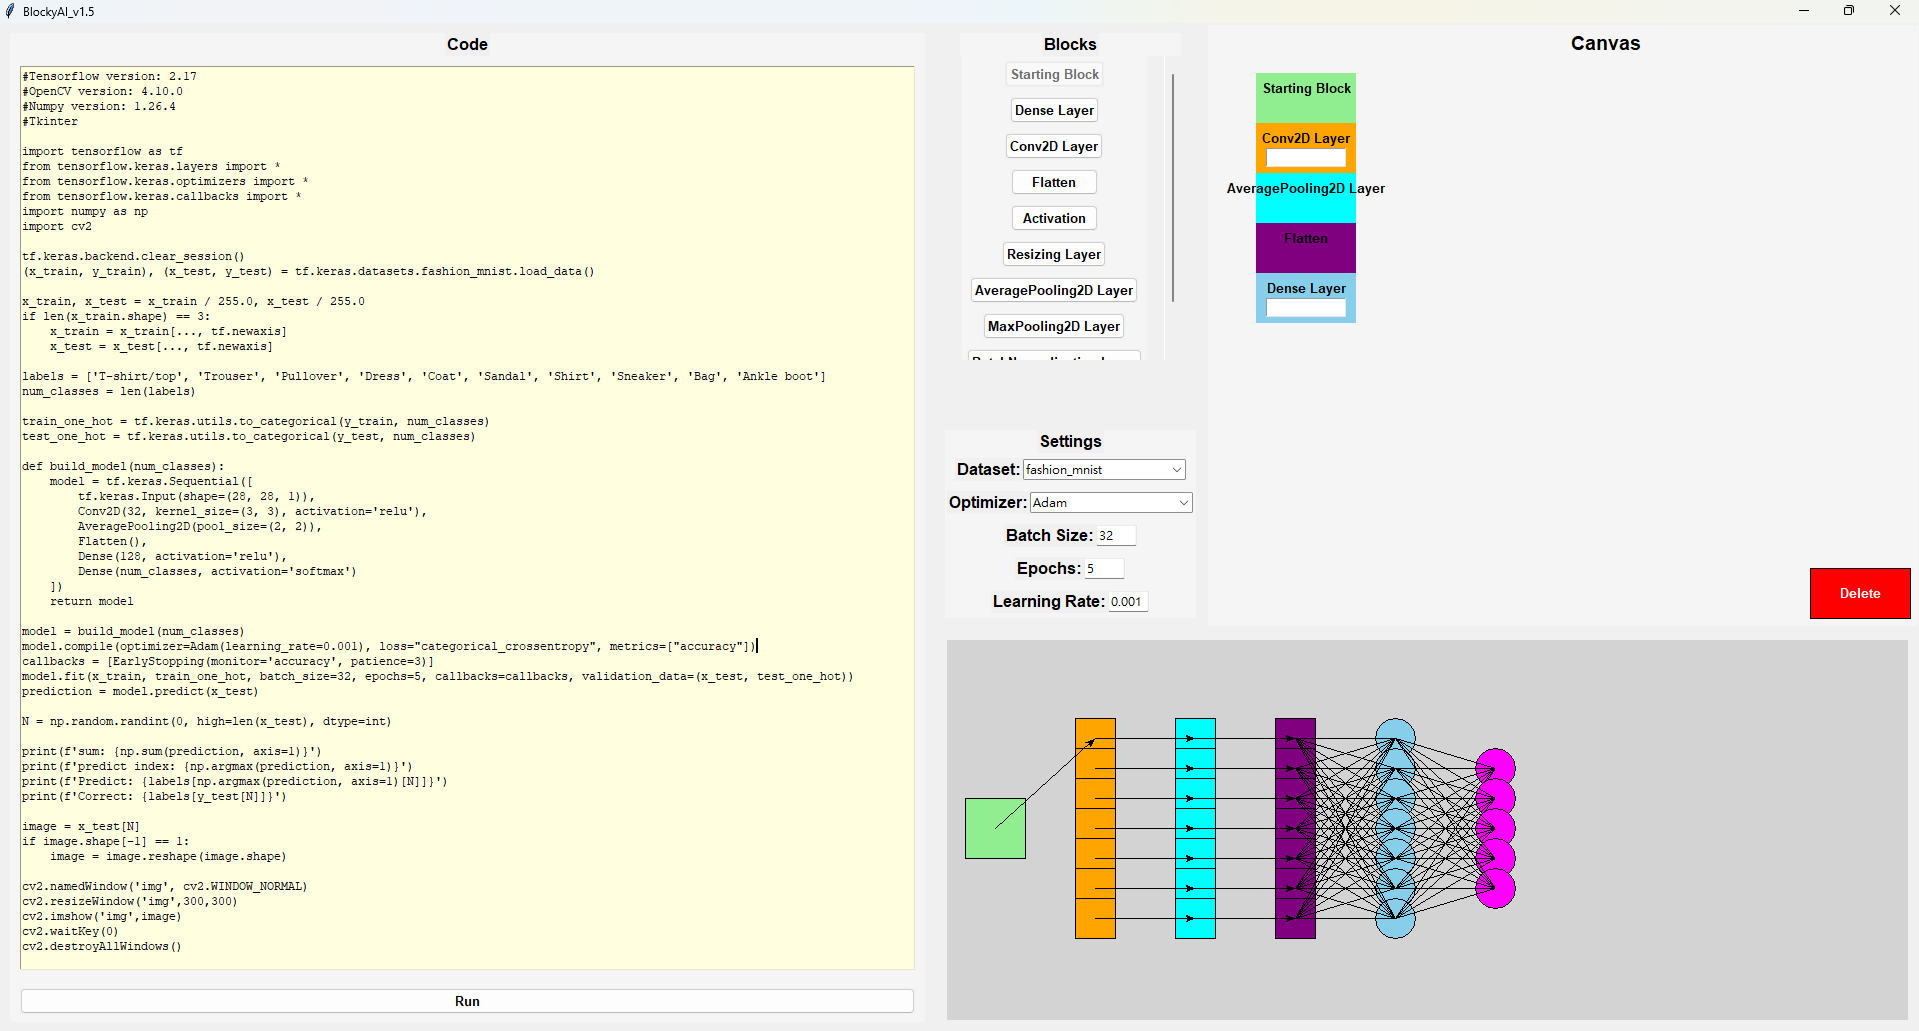 BlockyAI_v1.5
Code
#Tensorflow version: 2.17
#OpenCV version: 4.10.0
#Numpy version: 1.26.4
#Tkinter
import tensorflow as tf
from tensorflow.keras.layers import *
from tensorflow.keras.optimizers import *
from tensorflow.keras.callbacks import *
import numpy as np
import cv2
tf.keras.backend.clear_session()
(x_train, y_train), (x_test, y_test) = tf.keras.datasets.fashion_mnist.load_data()
x_train, x_test = x_train / 255.0, x_test / 255.0
if len(x_train.shape) == 3:
    x_train = x_train[..., tf.newaxis]
    x_test = x_test[..., tf.newaxis]
labels = ['T-shirt/top', 'Trouser', 'Pullover', 'Dress', 'Coat', 'Sandal', 'Shirt', 'Sneaker', 'Bag', 'Ankle boot']
num_classes = len(labels)
train_one_hot = tf.keras.utils.to_categorical(y_train, num_classes)
test_one_hot = tf.keras.utils.to_categorical(y_test, num_classes)
def build_model(num_classes):
    model = tf.keras.Sequential([
        tf.keras.Input(shape=(28, 28, 1)),
        Conv2D(32, kernel_size=(3, 3), activation='relu'),
        AveragePooling2D(pool_size=(2, 2)),
        Flatten(),
        Dense(128, activation='relu'),
        Dense(num_classes, activation='softmax')
    ])
    return model
model = build_model(num_classes)
model.compile(optimizer=Adam(learning_rate=0.001), loss="categorical_crossentropy", metrics=["accuracy"])
callbacks = [EarlyStopping(monitor='accuracy', patience=3)]
model.fit(x_train, train_one_hot, batch_size=32, epochs=5, callbacks=callbacks, validation_data=(x_test, test_one_hot))
prediction = model.predict(x_test)
N = np.random.randint(0, high=len(x_test), dtype=int)
print(f'sum: {np.sum(prediction, axis=1)}')
print(f'predict index: {np.argmax(prediction, axis=1)}')
print(f'Predict: {labels[np.argmax(prediction, axis=1)[N]]}')
print(f'Correct: {labels[y_test[N]]}')
image = x_test[N]
if image.shape[-1] == 1:
    image = image.reshape(image.shape)
cv2.namedWindow('img', cv2.WINDOW_NORMAL)
cv2.resizeWindow('img',300,300)
cv2.imshow('img',image)
cv2.waitKey(0)
cv2.destroyAllWindows()
Run
Blocks
Starting Block
Dense Layer
Conv2D Layer
Flatten
Activation
Resizing Layer
AveragePooling2D Layer
MaxPooling2D Layer
Settings
Dataset: fashion_mnist
Optimizer: Adam
Batch Size: 32
Epochs: 5
Learning Rate: 0.001
Canvas
Starting Block
Conv2D Layer
AveragePooling2D Layer
Flatten
Dense Layer
Delete